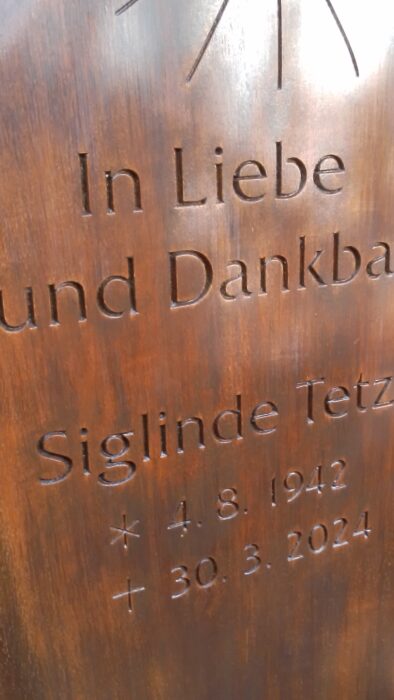 In Liebe
und Dankba
Siglinde Tetz
* 4. 8. 1942
+ 30. 3. 2024